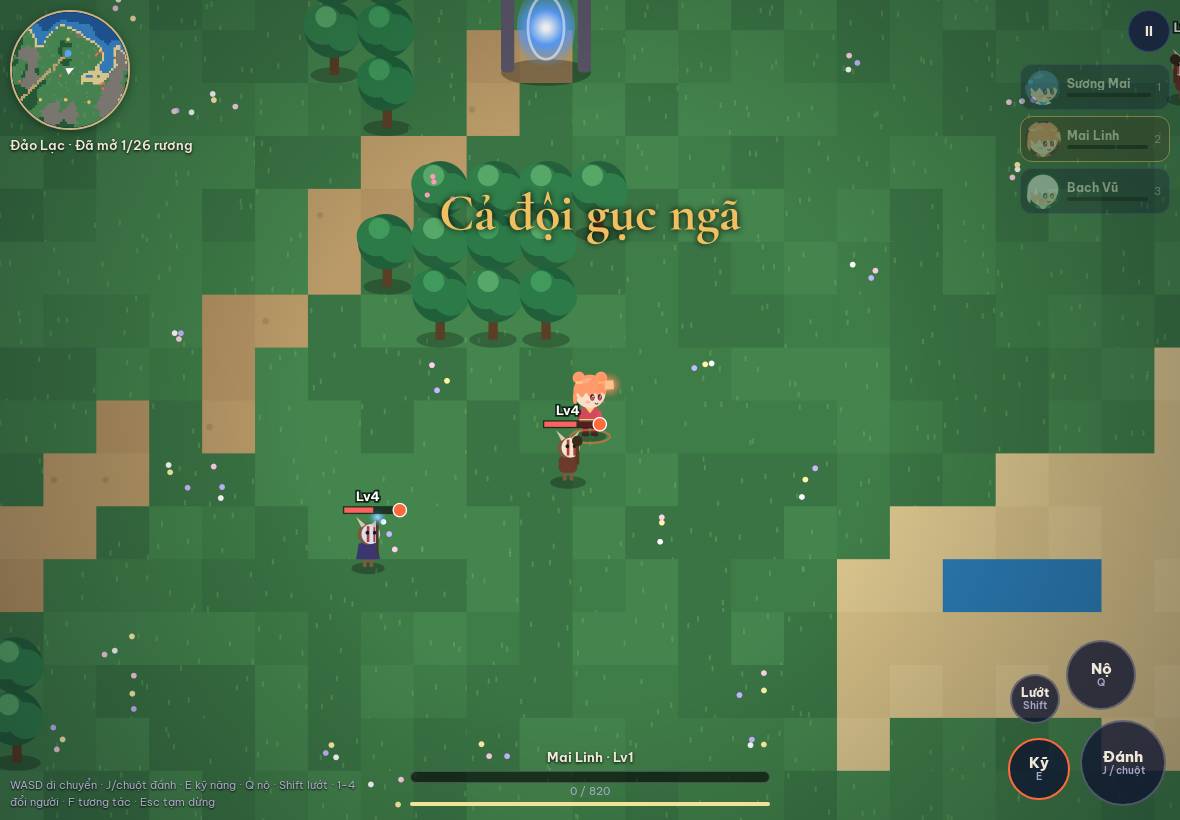 Đảo Lạc · Đã mở 1/26 rương
Sương Mai 1
Mai Linh 2
Bạch Vũ 3
Cả đội gục ngã
Lv4
Lv4
Nộ
Q
Lướt
Shift
Kỹ
E
Đánh
J / chuột
Mai Linh · Lv1
0 / 820
WASD di chuyển · J/chuột đánh · E kỹ năng · Q nộ · Shift lướt · 1-4
đổi người · F tương tác · Esc tạm dừng